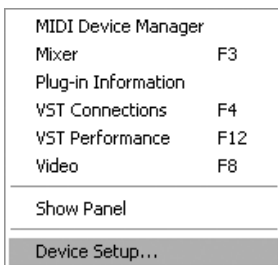 MIDI Device Manager
Mixer F3
Plug-in Information
VST Connections F4
VST Performance F12
Video F8
Show Panel
Device Setup...